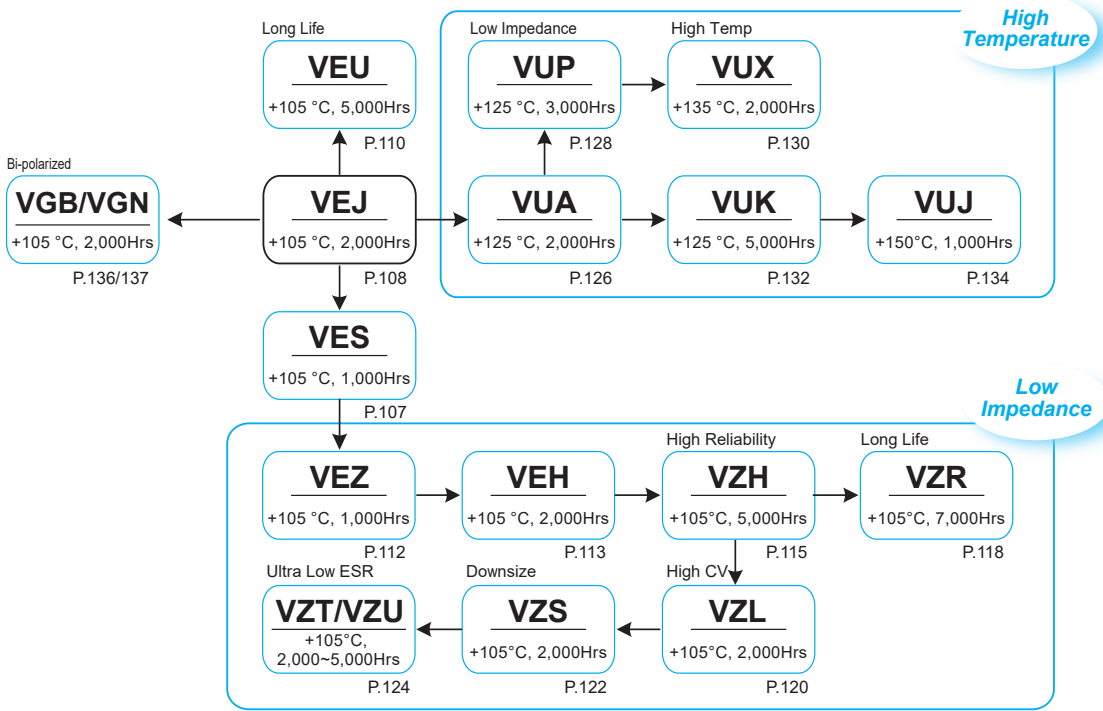 High
Temperature
Long Life
VEU
+105 °C, 5,000Hrs
P.110
Low Impedance
VUP
+125 °C, 3,000Hrs
P.128
High Temp
VUX
+135 °C, 2,000Hrs
P.130
Bi-polarized
VGB/VGN
+105 °C, 2,000Hrs
P.136/137
VEJ
+105 °C, 2,000Hrs
P.108
VUA
+125 °C, 2,000Hrs
P.126
VUK
+125 °C, 5,000Hrs
P.132
VUJ
+150°C, 1,000Hrs
P.134
VES
+105 °C, 1,000Hrs
P.107
Low
Impedance
VEZ
+105 °C, 1,000Hrs
P.112
VEH
+105 °C, 2,000Hrs
P.113
High Reliability
VZH
+105°C, 5,000Hrs
P.115
Long Life
VZR
+105°C, 7,000Hrs
P.118
Ultra Low ESR
VZT/VZU
+105°C,
2,000~5,000Hrs
P.124
Downsize
VZS
+105°C, 2,000Hrs
P.122
High CV
VZL
+105°C, 2,000Hrs
P.120